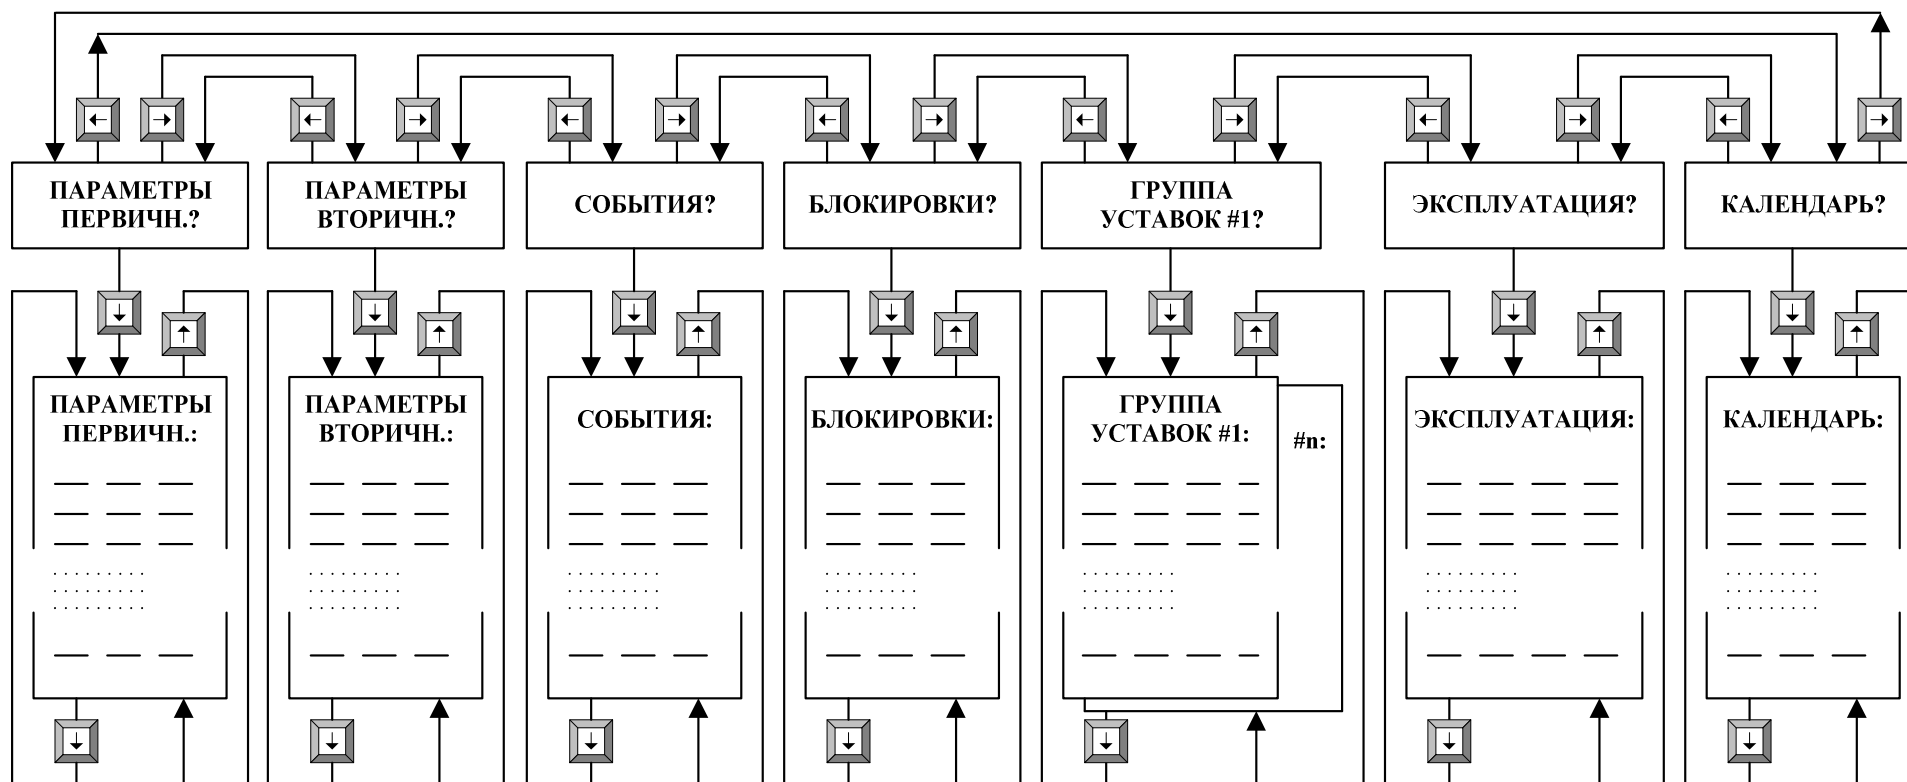 ПАРАМЕТРЫ
ПЕРВИЧН.?
ПАРАМЕТРЫ
ВТОРИЧН.?
СОБЫТИЯ?
БЛОКИРОВКИ?
ГРУППА
УСТАВОК #1?
ЭКСПЛУАТАЦИЯ?
КАЛЕНДАРЬ?
ПАРАМЕТРЫ
ПЕРВИЧН.:
ПАРАМЕТРЫ
ВТОРИЧН.:
СОБЫТИЯ:
БЛОКИРОВКИ:
ГРУППА
УСТАВОК #1:
#n:
ЭКСПЛУАТАЦИЯ:
КАЛЕНДАРЬ: